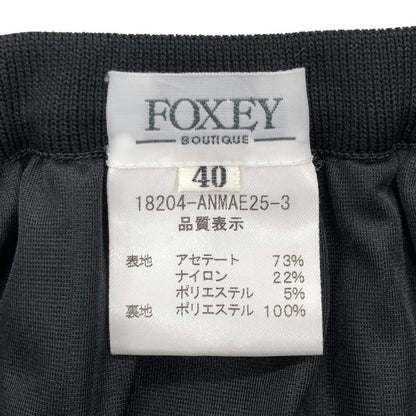 FOXEY
BOUTIQUE
40
18204-ANMAE25-3
品質表示
表地 アセテート 73%
ナイロン 22%
ポリエステル 5%
裏地 ポリエステル 100%